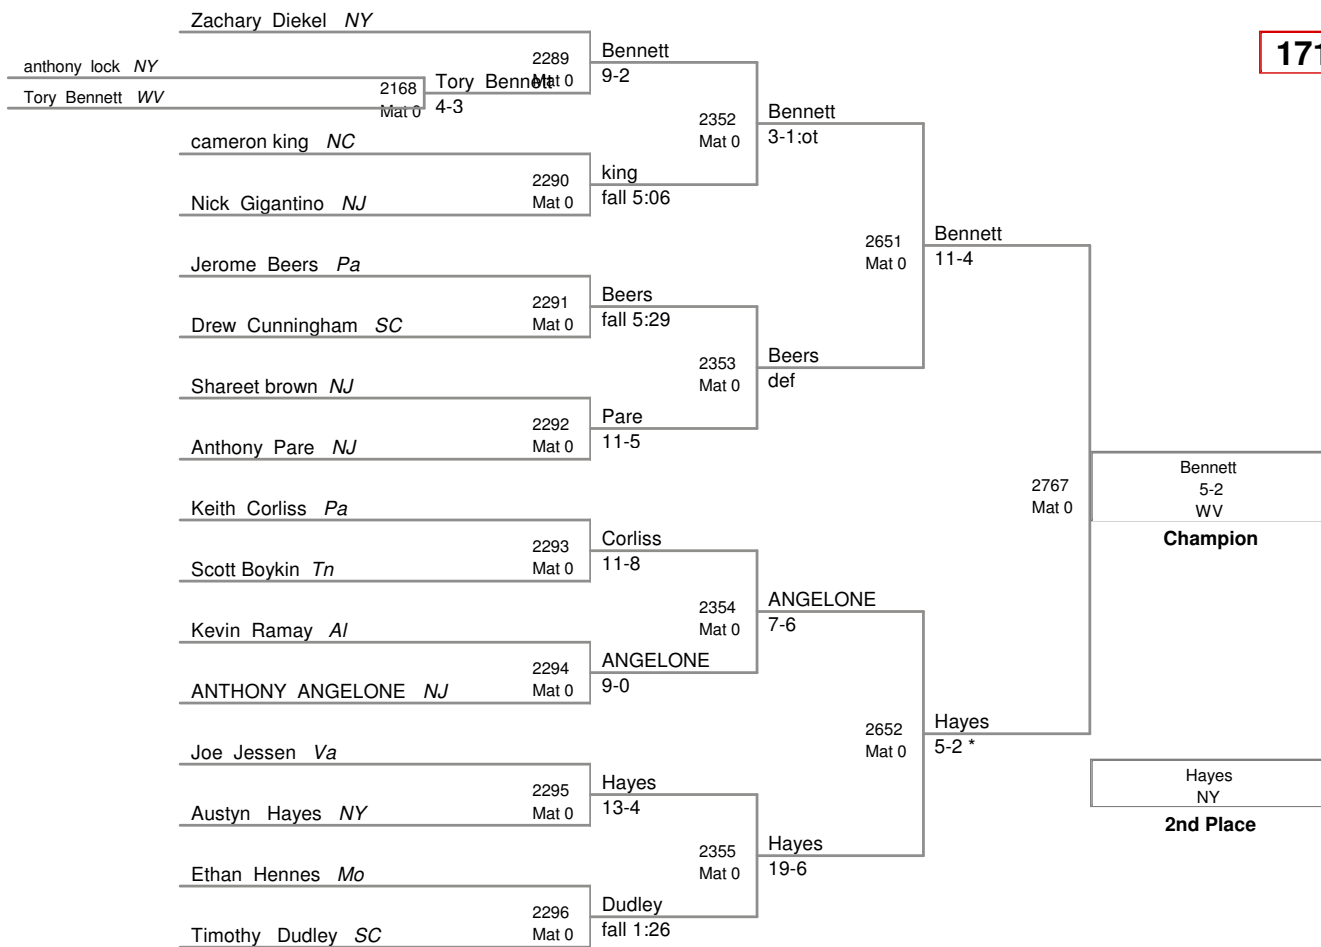 Zachary Diekel NY
171
anthony lock NY
Tory Bennett WV
2168
Mat 0
Tory Bennett
4-3
2289
Mat 0
Bennett
9-2
cameron king NC
Nick Gigantino NJ
2290
Mat 0
king
fall 5:06
2352
Mat 0
Bennett
3-1;ot
Jerome Beers Pa
Drew Cunningham SC
2291
Mat 0
Beers
fall 5:29
Shareet brown NJ
Anthony Pare NJ
2292
Mat 0
Pare
11-5
2353
Mat 0
Beers
def
2651
Mat 0
Bennett
11-4
Keith Corliss Pa
Scott Boykin Tn
2293
Mat 0
Corliss
11-8
Kevin Ramay Al
ANTHONY ANGELONE NJ
2294
Mat 0
ANGELONE
9-0
2354
Mat 0
ANGELONE
7-6
Joe Jessen Va
Austyn Hayes NY
2295
Mat 0
Hayes
13-4
Ethan Hennes Mo
Timothy Dudley SC
2296
Mat 0
Dudley
fall 1:26
2355
Mat 0
Hayes
19-6
2652
Mat 0
Hayes
5-2 *
2767
Mat 0
Bennett
5-2
WV
Champion
Hayes
NY
2nd Place